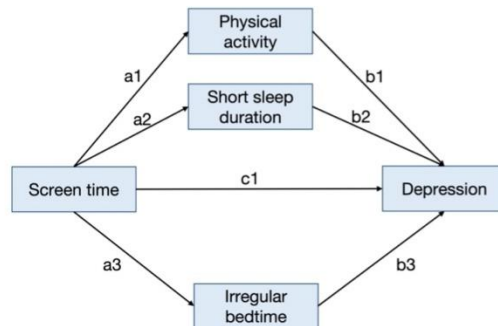 Physical
activity
a1
b1
Short sleep
duration
a2
b2
Screen time
c1
Depression
a3
b3
Irregular
bedtime